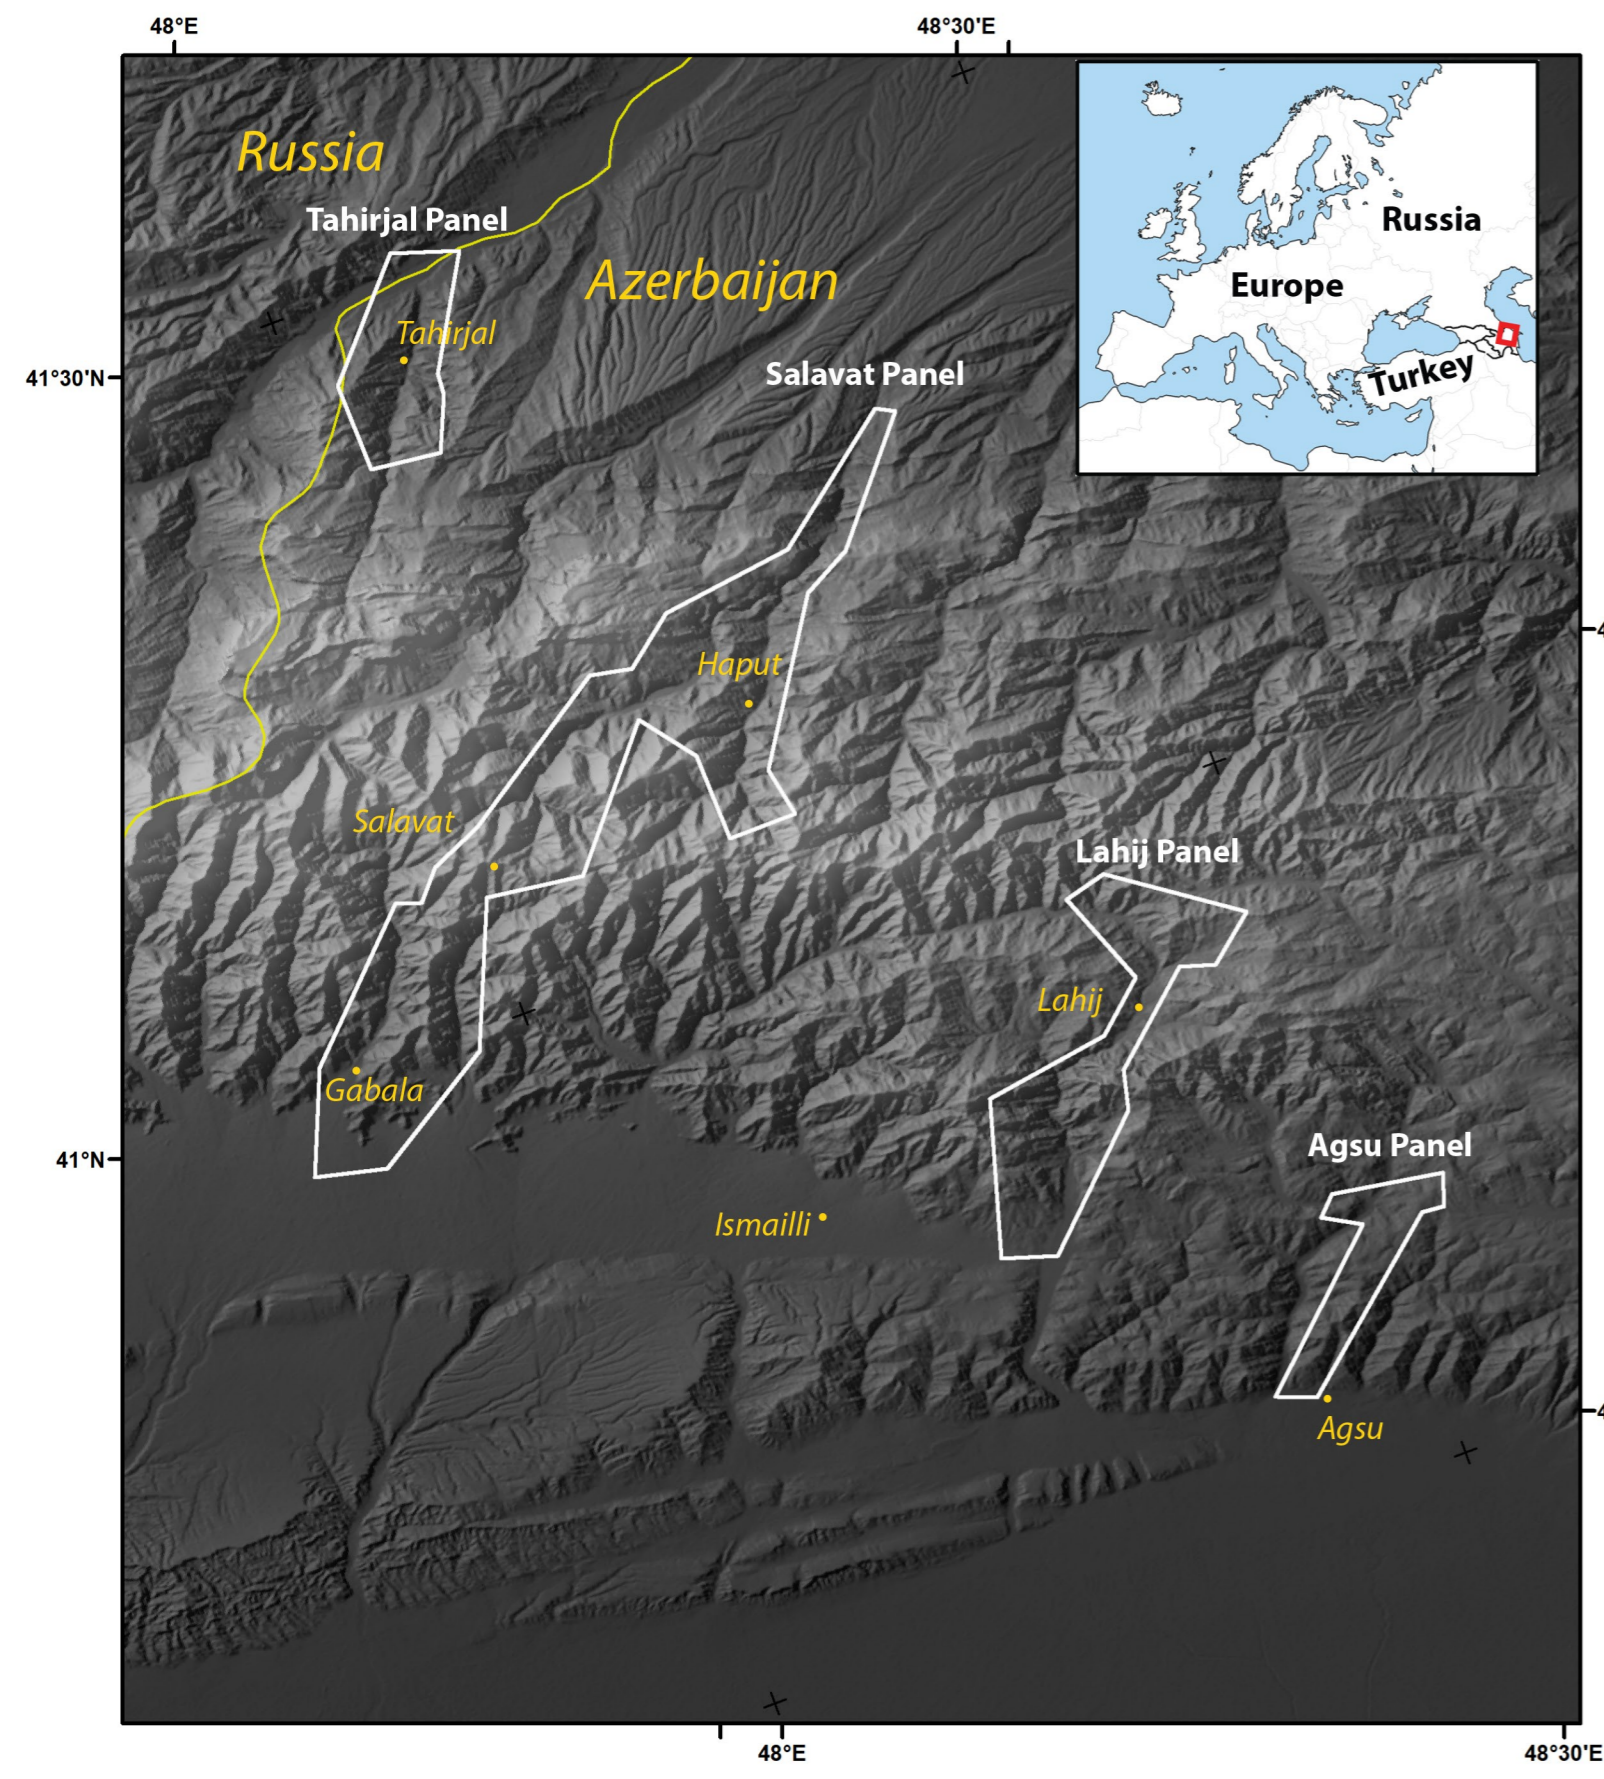 48°E
48°30'E
Russia
Tahirjal Panel
Azerbaijan
Tahirjal
Russia
Europe
Turkey
41°30'N
Salavat Panel
Haput
Salavat
Lahij Panel
Lahij
Gabala
41°N
Agsu Panel
Ismailli
Agsu
48°E
48°30'E